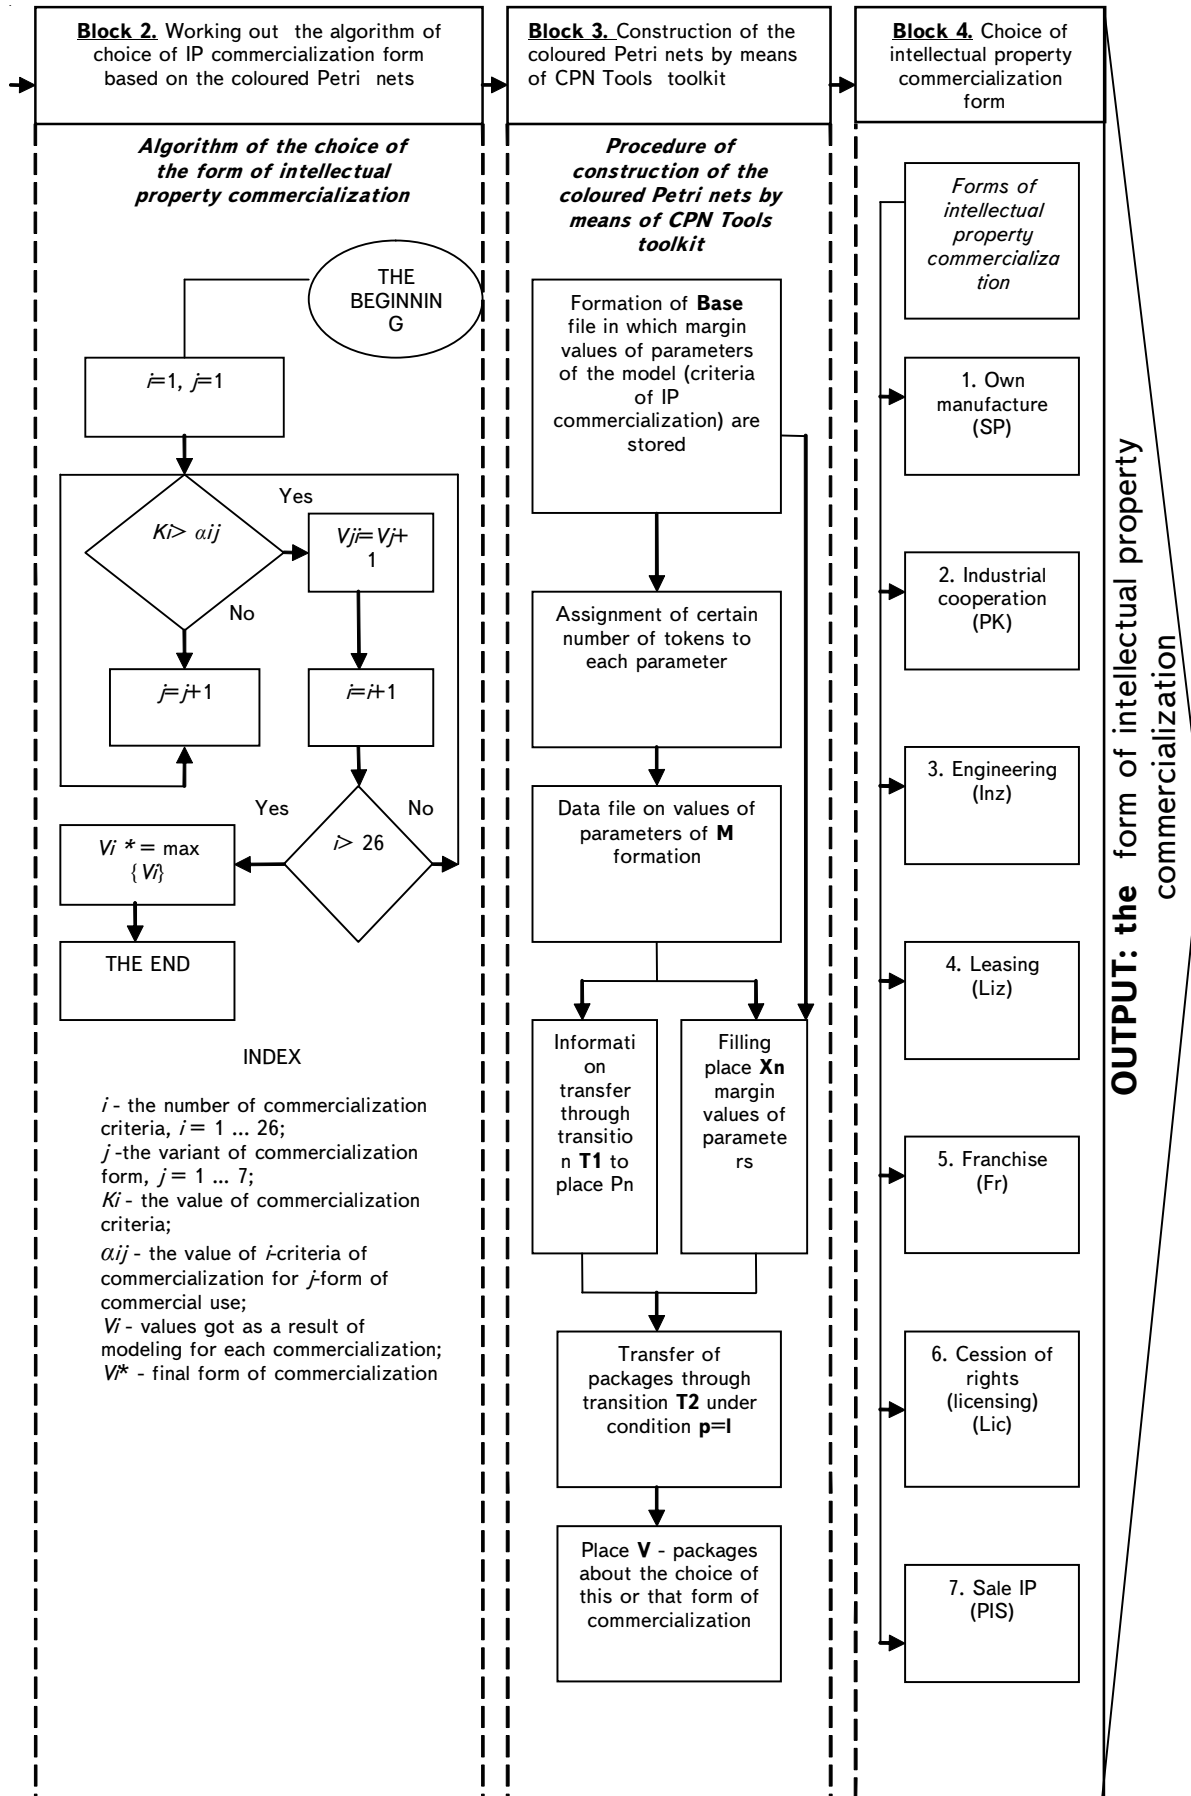 Block 2. Working out the algorithm of
choice of IP commercialization form
based on the coloured Petri nets
Algorithm of the choice of
the form of intellectual
property commercialization
THE
BEGINNIN
G
i=1, j=1
Ki> αij
Yes
Vji=Vj+
1
No
j=j+1
i=i+1
Yes
No
i> 26
Vi * = max
{Vi}
THE END
INDEX
i - the number of commercialization
criteria, i = 1 ... 26;
j -the variant of commercialization
form, j = 1 ... 7;
Ki - the value of commercialization
criteria;
αij - the value of i-criteria of
commercialization for j-form of
commercial use;
Vi - values got as a result of
modeling for each commercialization;
Vi* - final form of commercialization
Block 3. Construction of the
coloured Petri nets by means
of CPN Tools toolkit
Procedure of
construction of the
coloured Petri nets by
means of CPN Tools
toolkit
Formation of Base
file in which margin
values of parameters
of the model (criteria
of IP
commercialization) are
stored
Assignment of certain
number of tokens to
each parameter
Data file on values of
parameters of M
formation
Informati
on
transfer
through
transitio
n T1 to
place Pn
Filling
place Xn
margin
values of
paramete
rs
Transfer of
packages through
transition T2 under
condition p=l
Place V - packages
about the choice of
this or that form of
commercialization
Block 4. Choice of
intellectual property
commercialization
form
Forms of
intellectual
property
commercializa
tion
1. Own
manufacture
(SP)
2. Industrial
cooperation
(PK)
3. Engineering
(Inz)
4. Leasing
(Liz)
5. Franchise
(Fr)
6. Cession of
rights
(licensing)
(Lic)
7. Sale IP
(PIS)
OUTPUT: the form of intellectual property
commercialization